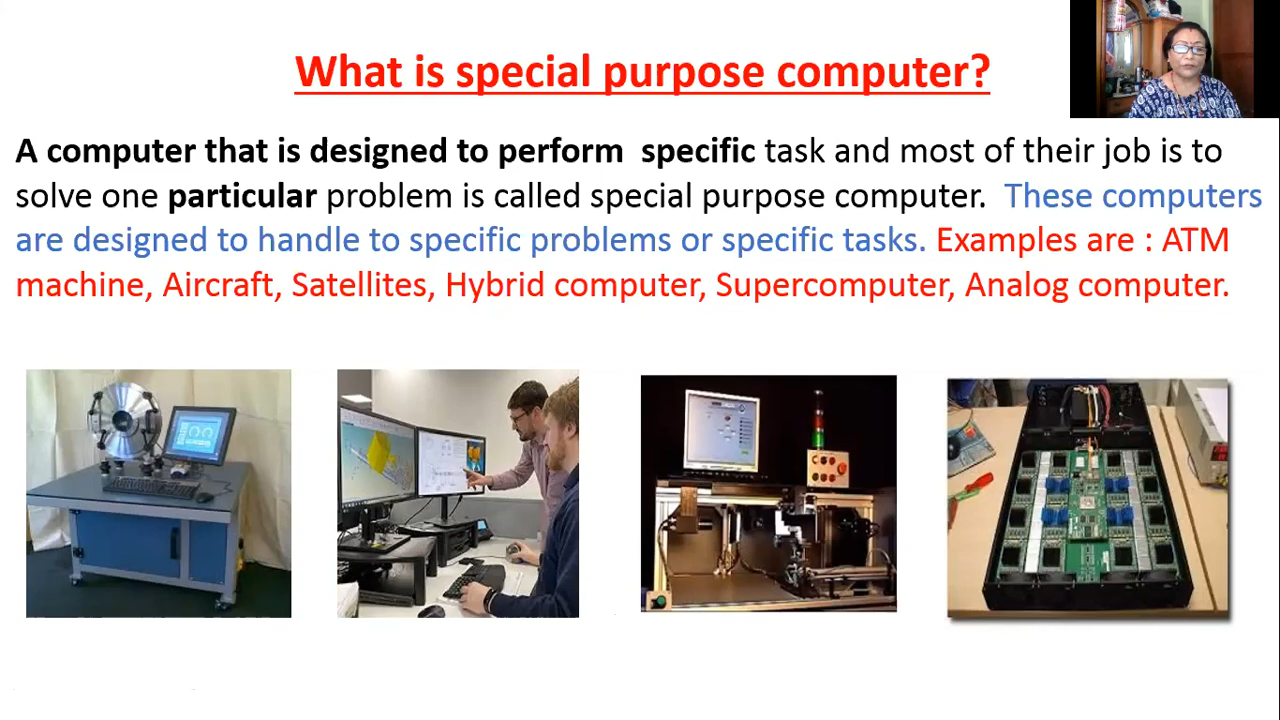 What is special purpose computer?
A computer that is designed to perform  specific task and most of their job is to
solve one particular problem is called special purpose computer.  These computers
are designed to handle to specific problems or specific tasks. Examples are : ATM
machine, Aircraft, Satellites, Hybrid computer, Supercomputer, Analog computer.